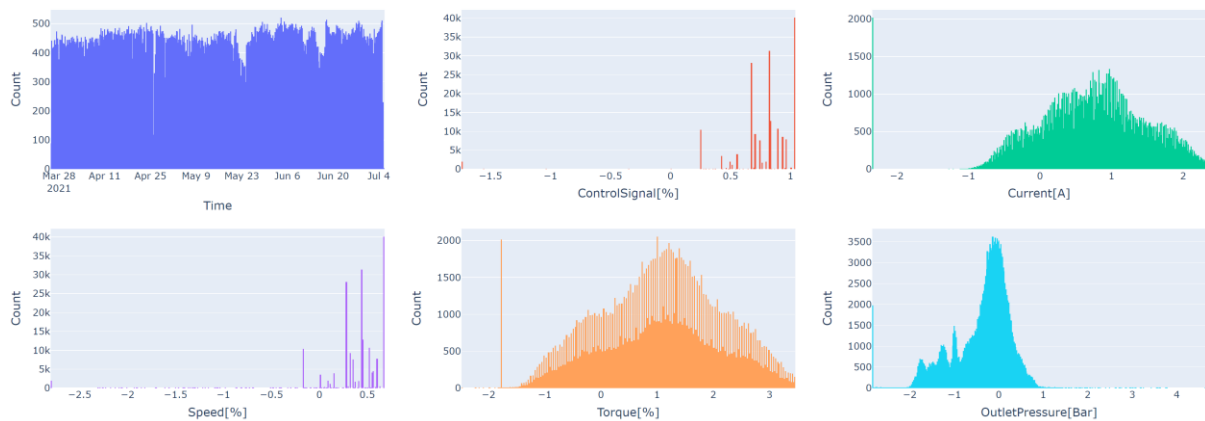 500
400
300
200
100
0
Count
Mar 28 Apr 11 Apr 25 May 9 May 23 Jun 6 Jun 20 Jul 4
2021
Time
40k
35k
30k
25k
20k
15k
10k
5k
0
Count
−1.5 −1 −0.5 0 0.5 1
ControlSignal[%]
2000
1500
1000
500
0
Count
−2 −1 0 1 2
Current[A]
40k
35k
30k
25k
20k
15k
10k
5k
0
Count
−2.5 −2 −1.5 −1 −0.5 0 0.5
Speed[%]
2000
1500
1000
500
0
Count
−2 −1 0 1 2 3
Torque[%]
3500
3000
2500
2000
1500
1000
500
0
Count
−2 −1 0 1 2 3 4
OutletPressure[Bar]